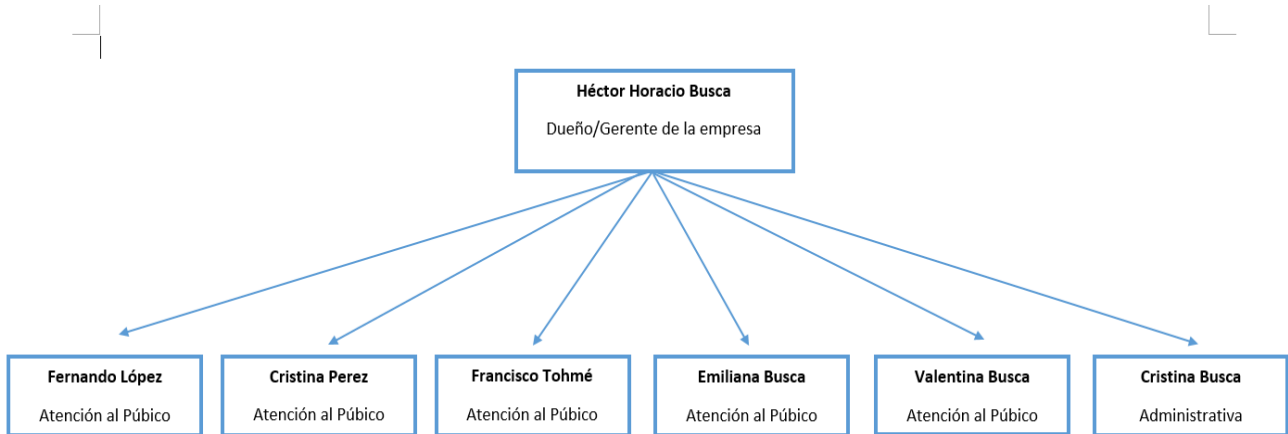 Héctor Horacio Busca
Dueño/Gerente de la empresa
Fernando López
Atención al Púbico
Cristina Perez
Atención al Púbico
Francisco Tohmé
Atención al Púbico
Emiliana Busca
Atención al Púbico
Valentina Busca
Atención al Púbico
Cristina Busca
Administrativa